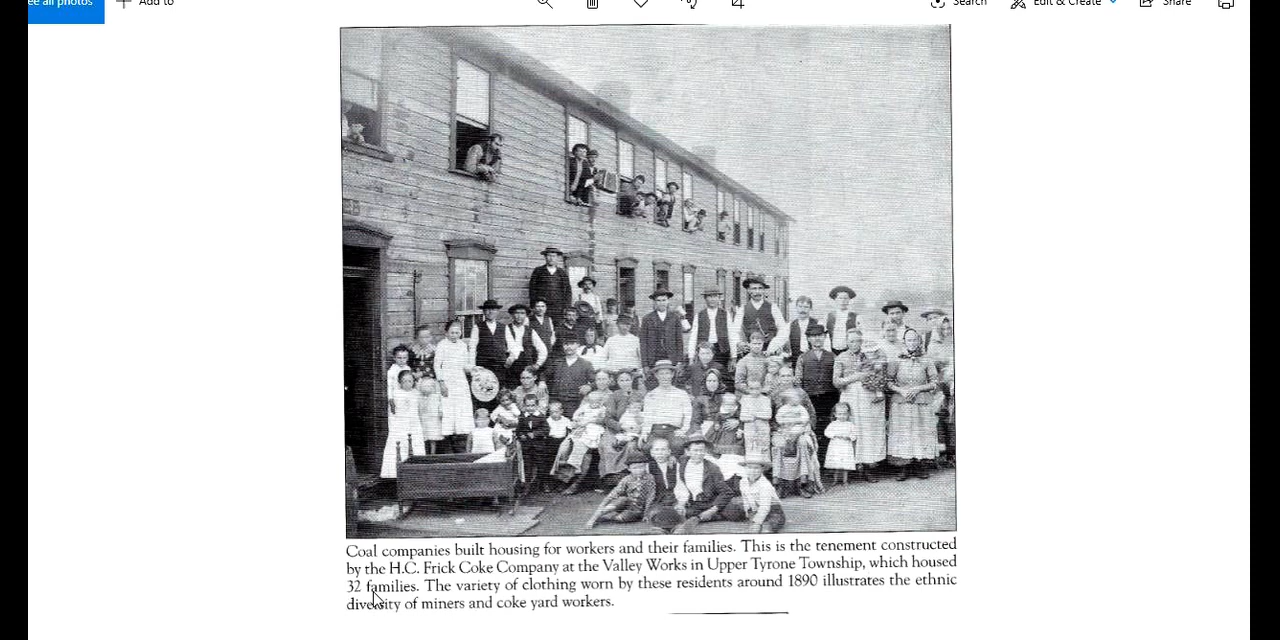 ee all photos
Add to
Search
Edit & Create
Share
Coal companies built housing for workers and their families. This is the tenement constructed
by the H.C. Frick Coke Company at the Valley Works in Upper Tyrone Township, which housed
32 families. The variety of clothing worn by these residents around 1890 illustrates the ethnic
diversity of miners and coke yard workers.